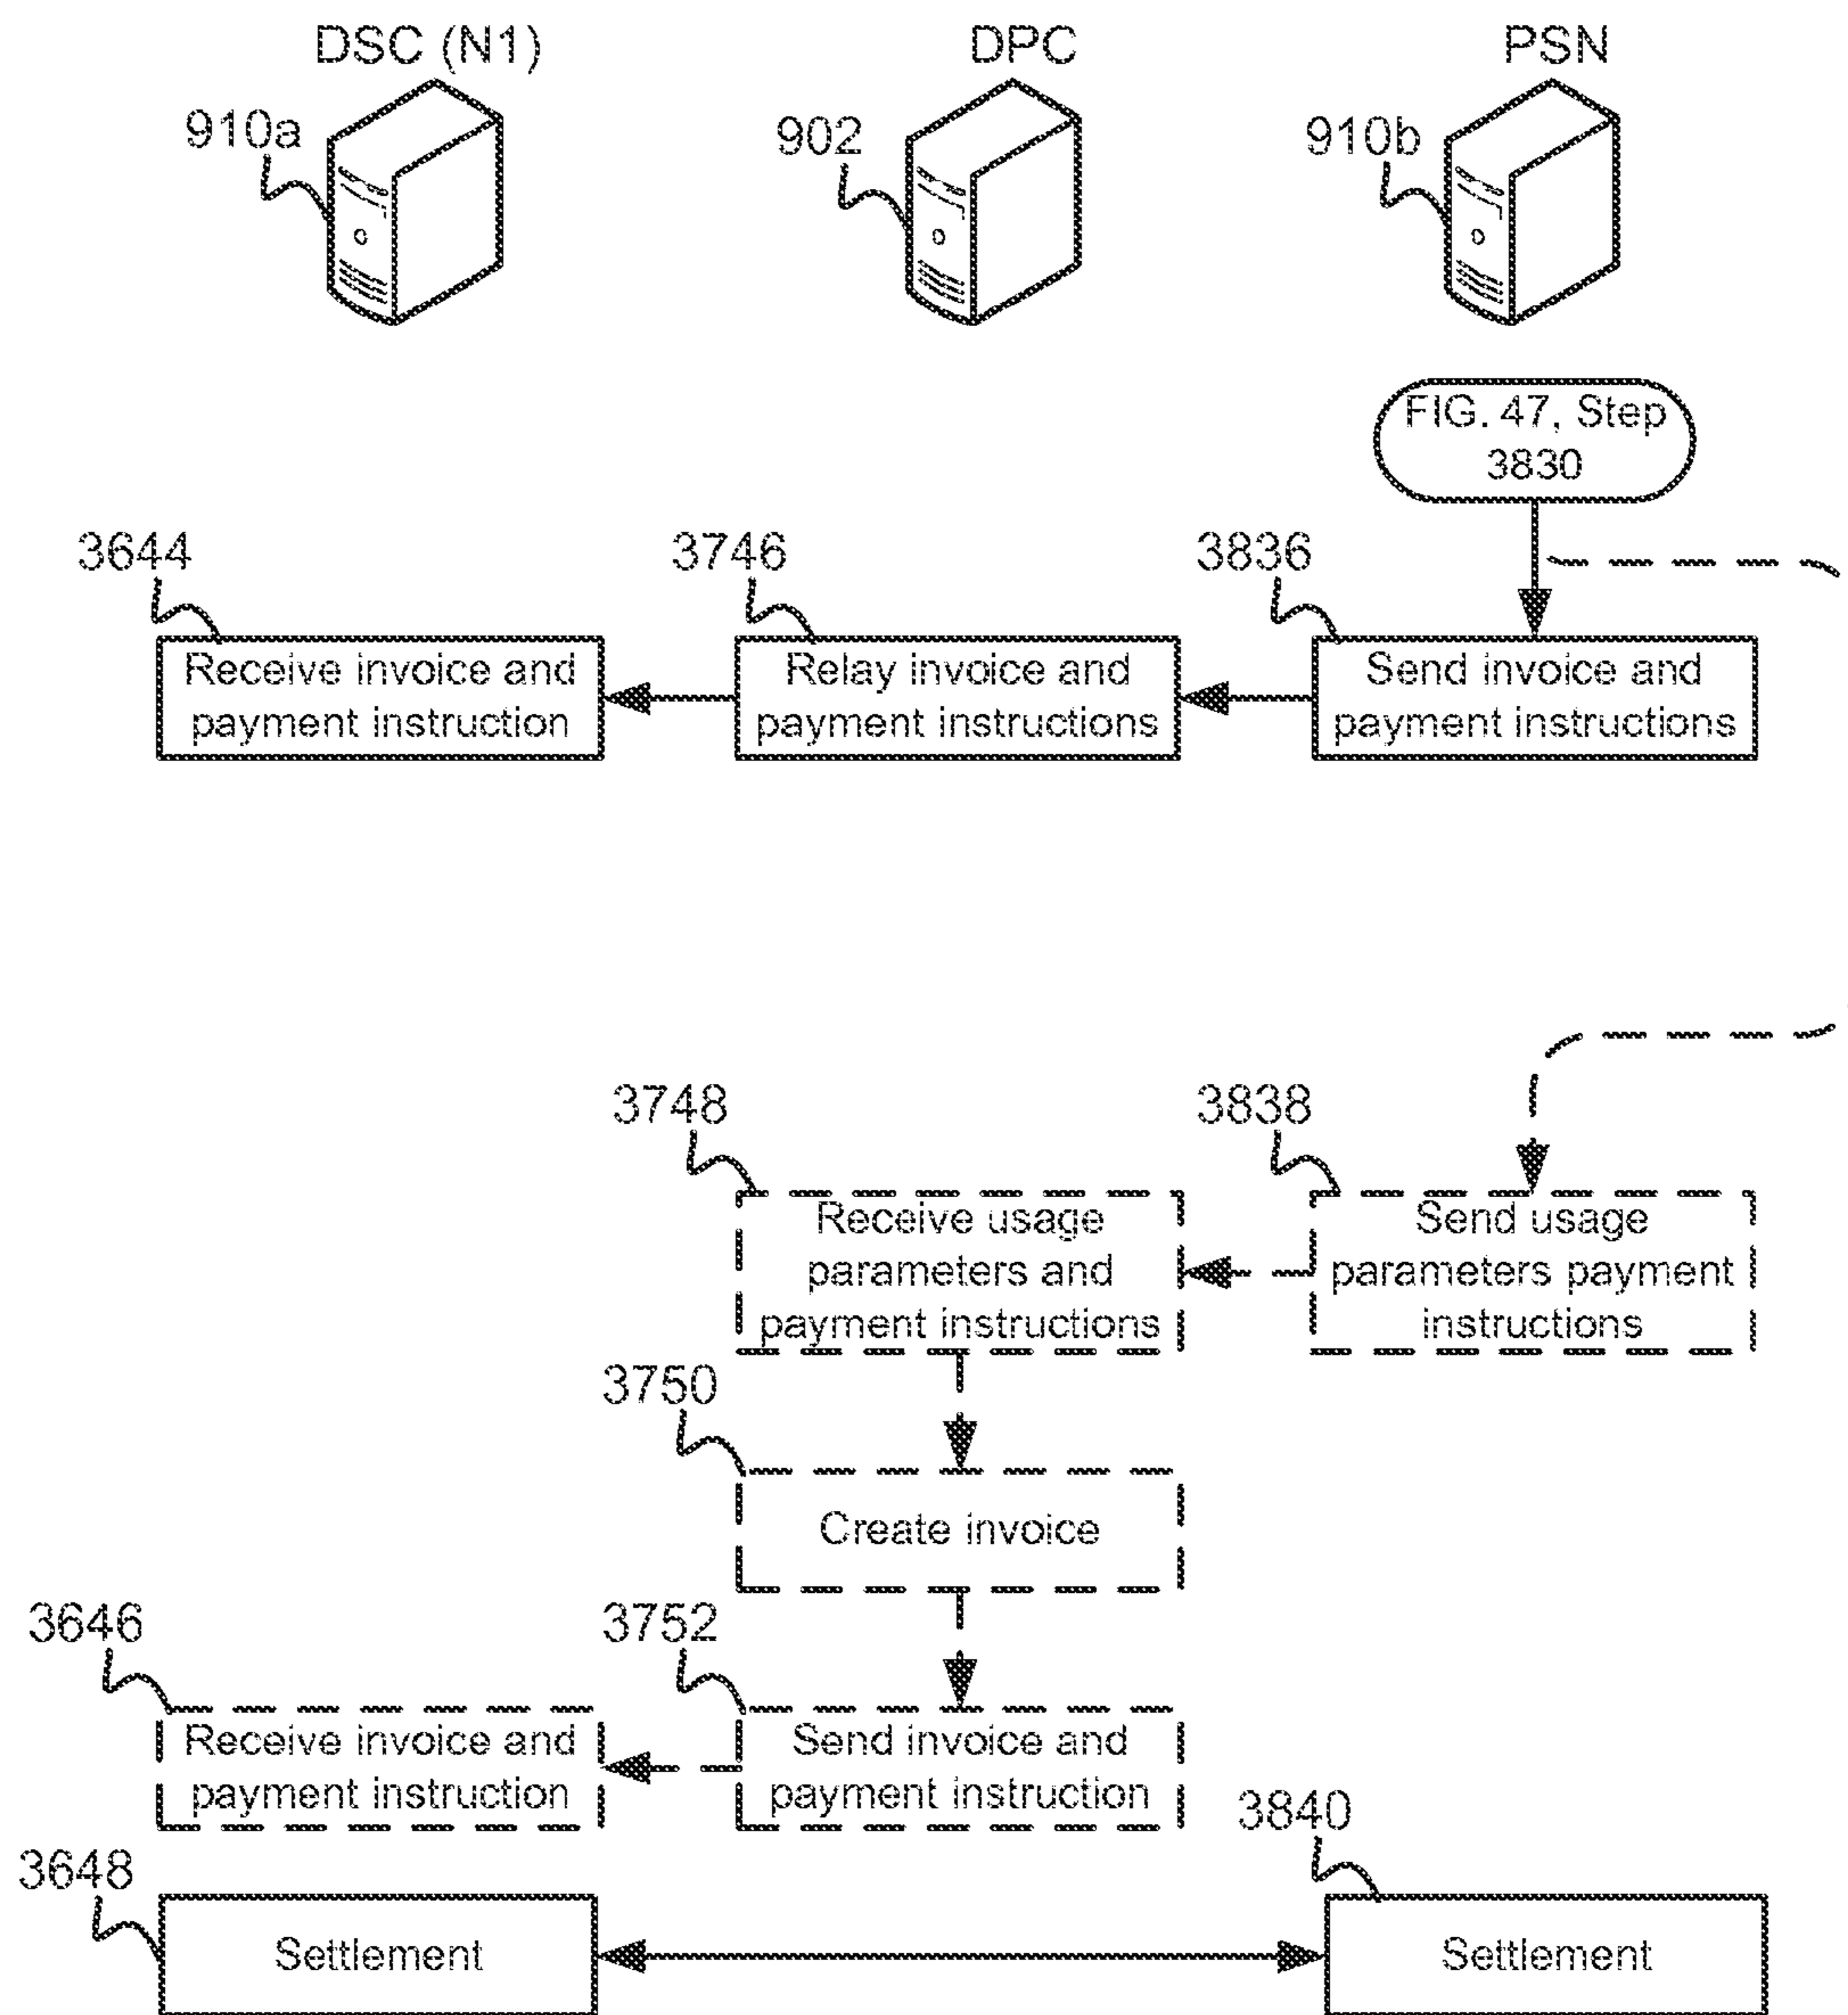 DSC (N1)
DPC
PSN
910a
902
910b
FIG. 47, Step
3830
3644
3746
3836
Receive invoice and
payment instruction
Relay invoice and
payment instructions
Send invoice and
payment instructions
3748
3838
Receive usage
parameters and
payment instructions
Send usage
parameters payment
instructions
3750
Create invoice
3646
3752
Receive invoice and
payment instruction
Send invoice and
payment instruction
3840
3648
Settlement
Settlement